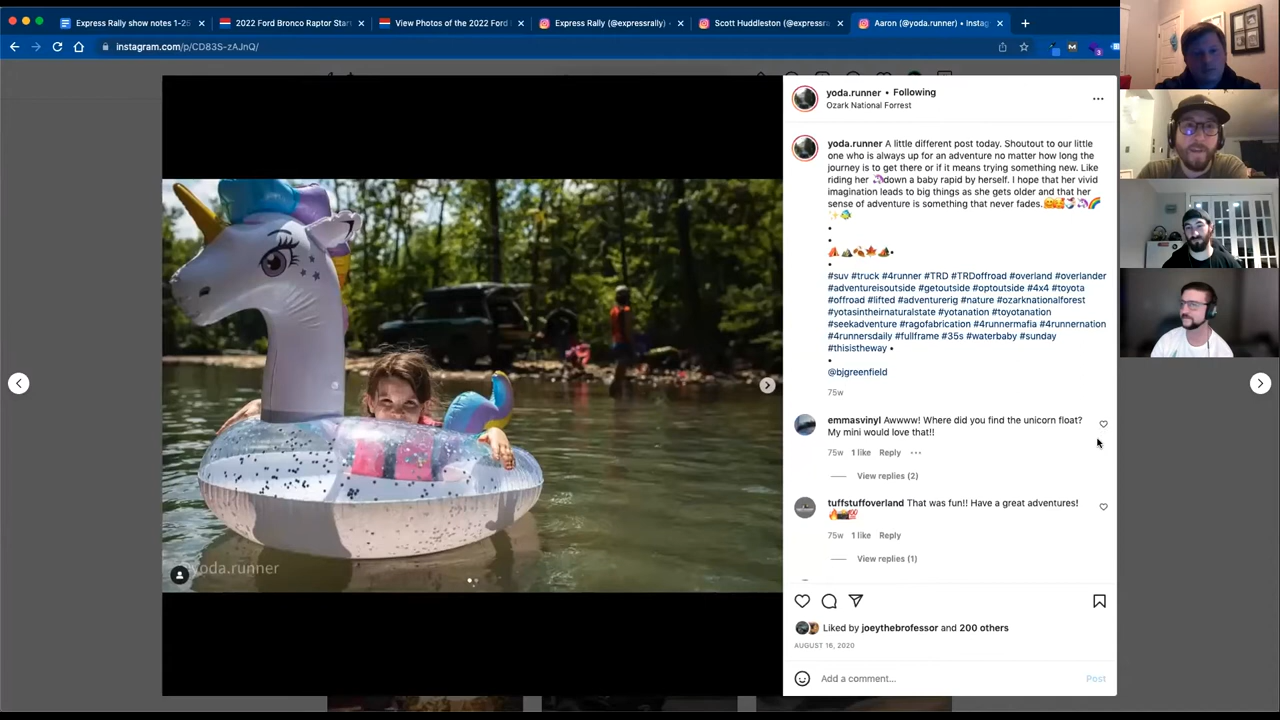 Express Rally show notes 1-25
2022 Ford Bronco Raptor Star
View Photos of the 2022 Ford
Express Rally (@expressrally)
Scott Huddleston (@expressra
Aaron (@yoda.runner) • Instag
instagram.com/p/CD83S-zAJnQ/
yoda.runner • Following
Ozark National Forrest
yoda.runner A little different post today. Shoutout to our little
one who is always up for an adventure no matter how long the
journey is to get there or if it means trying something new. Like
riding her 🦄down a baby rapid by herself. I hope that her vivid
imagination leads to big things as she gets older and that her
sense of adventure is something that never fades.
#suv #truck #4runner #TRD #TRDoffroad #overland #overlander
#adventureisoutside #getoutside #optoutside #4x4 #toyota
#offroad #lifted #adventurerig #nature #ozarknationalforest
#yotasintheirnaturalstate #yotanation #toyotanation
#seekadventure #ragofabrication #4runnermafia #4runnernation
#4runnersdaily #fullframe #35s #waterbaby #sunday
#thisistheway •
@bjgreenfield
75w
emmasvinyl Awwww! Where did you find the unicorn float?
My mini would love that!!
75w 1 like Reply
View replies (2)
tuffstuffoverland That was fun!! Have a great adventures!
75w 1 like Reply
View replies (1)
yoda.runner
Liked by joeythebrofessor and 200 others
AUGUST 16, 2020
Add a comment... Post